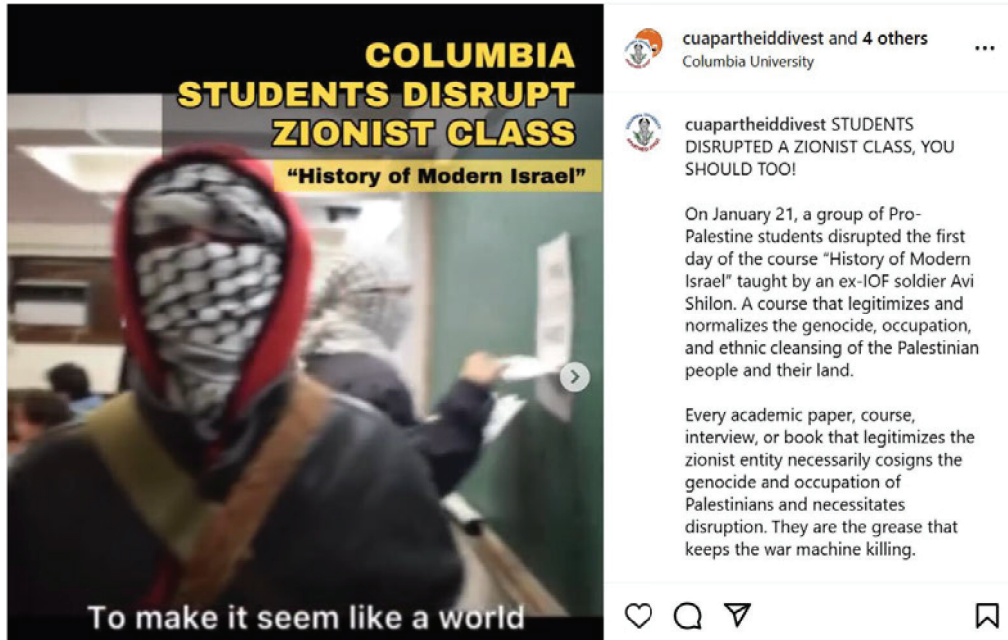 COLUMBIA
STUDENTS DISRUPT
ZIONIST CLASS
“History of Modern Israel”
To make it seem like a world
cuapartheiddivest and 4 others
Columbia University
cuapartheiddivest STUDENTS
DISRUPTED A ZIONIST CLASS, YOU
SHOULD TOO!
On January 21, a group of Pro-
Palestine students disrupted the first
day of the course “History of Modern
Israel” taught by an ex-IOF soldier Avi
Shilon. A course that legitimizes and
normalizes the genocide, occupation,
and ethnic cleansing of the Palestinian
people and their land.
Every academic paper, course,
interview, or book that legitimizes the
zionist entity necessarily cosigns the
genocide and occupation of
Palestinians and necessitates
disruption. They are the grease that
keeps the war machine killing.